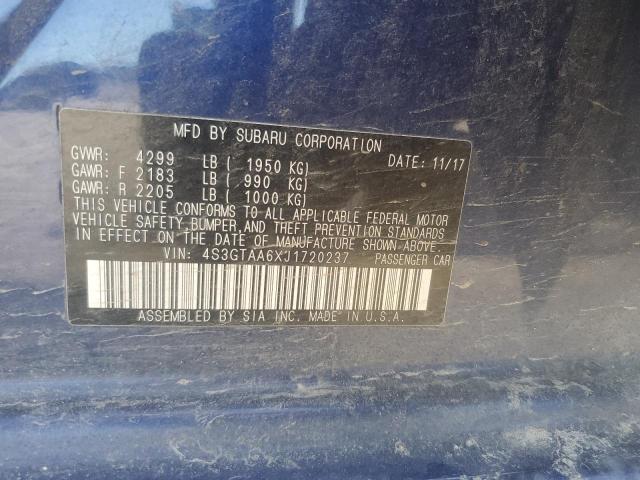 MFD BY SUBARU CORPORATION
GVWR: 4299 LB ( 1950 KG) DATE: 11/17
GAWR: F 2183 LB ( 990 KG)
GAWR: R 2205 LB ( 1000 KG)
THIS VEHICLE CONFORMS TO ALL APPLICABLE FEDERAL MOTOR
VEHICLE SAFETY, BUMPER, AND THEFT PREVENTION STANDARDS
IN EFFECT ON THE DATE OF MANUFACTURE SHOWN ABOVE.
VIN: 4S3GTAA6XJ1720237 PASSENGER CAR
ASSEMBLED BY SIA INC. MADE IN U.S.A.